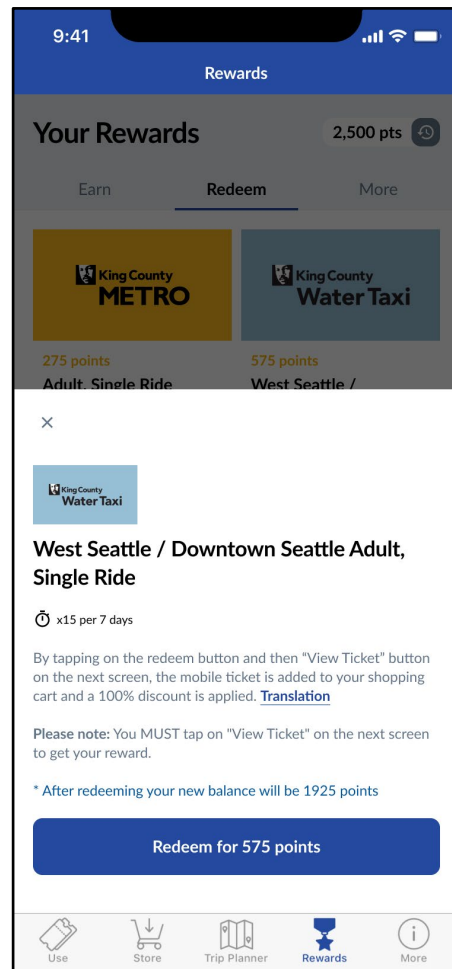 9:41
Rewards
Your Rewards
2,500 pts
Earn
Redeem
More
King County
METRO
King County
Water Taxi
275 points
575 points
Adult, Single Ride
West Seattle /
King County
Water Taxi
West Seattle / Downtown Seattle Adult,
Single Ride
x15 per 7 days
By tapping on the redeem button and then “View Ticket” button
on the next screen, the mobile ticket is added to your shopping
cart and a 100% discount is applied. Translation
Please note: You MUST tap on "View Ticket" on the next screen
to get your reward.
* After redeeming your new balance will be 1925 points
Redeem for 575 points
Use
Store
Trip Planner
Rewards
More